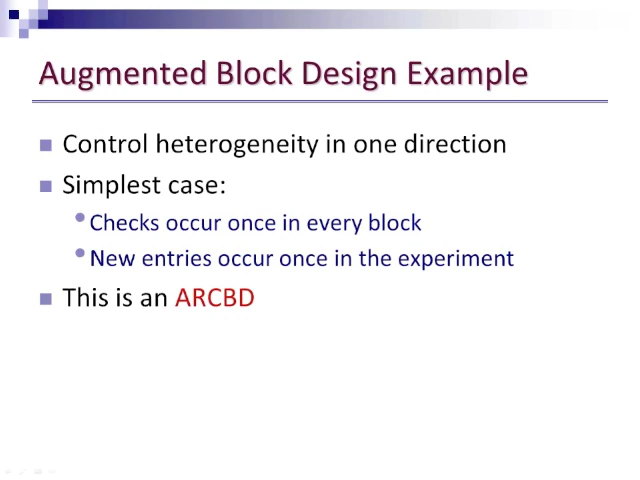 Augmented Block Design Example
Control heterogeneity in one direction
Simplest case:
Checks occur once in every block
New entries occur once in the experiment
This is an ARCBD